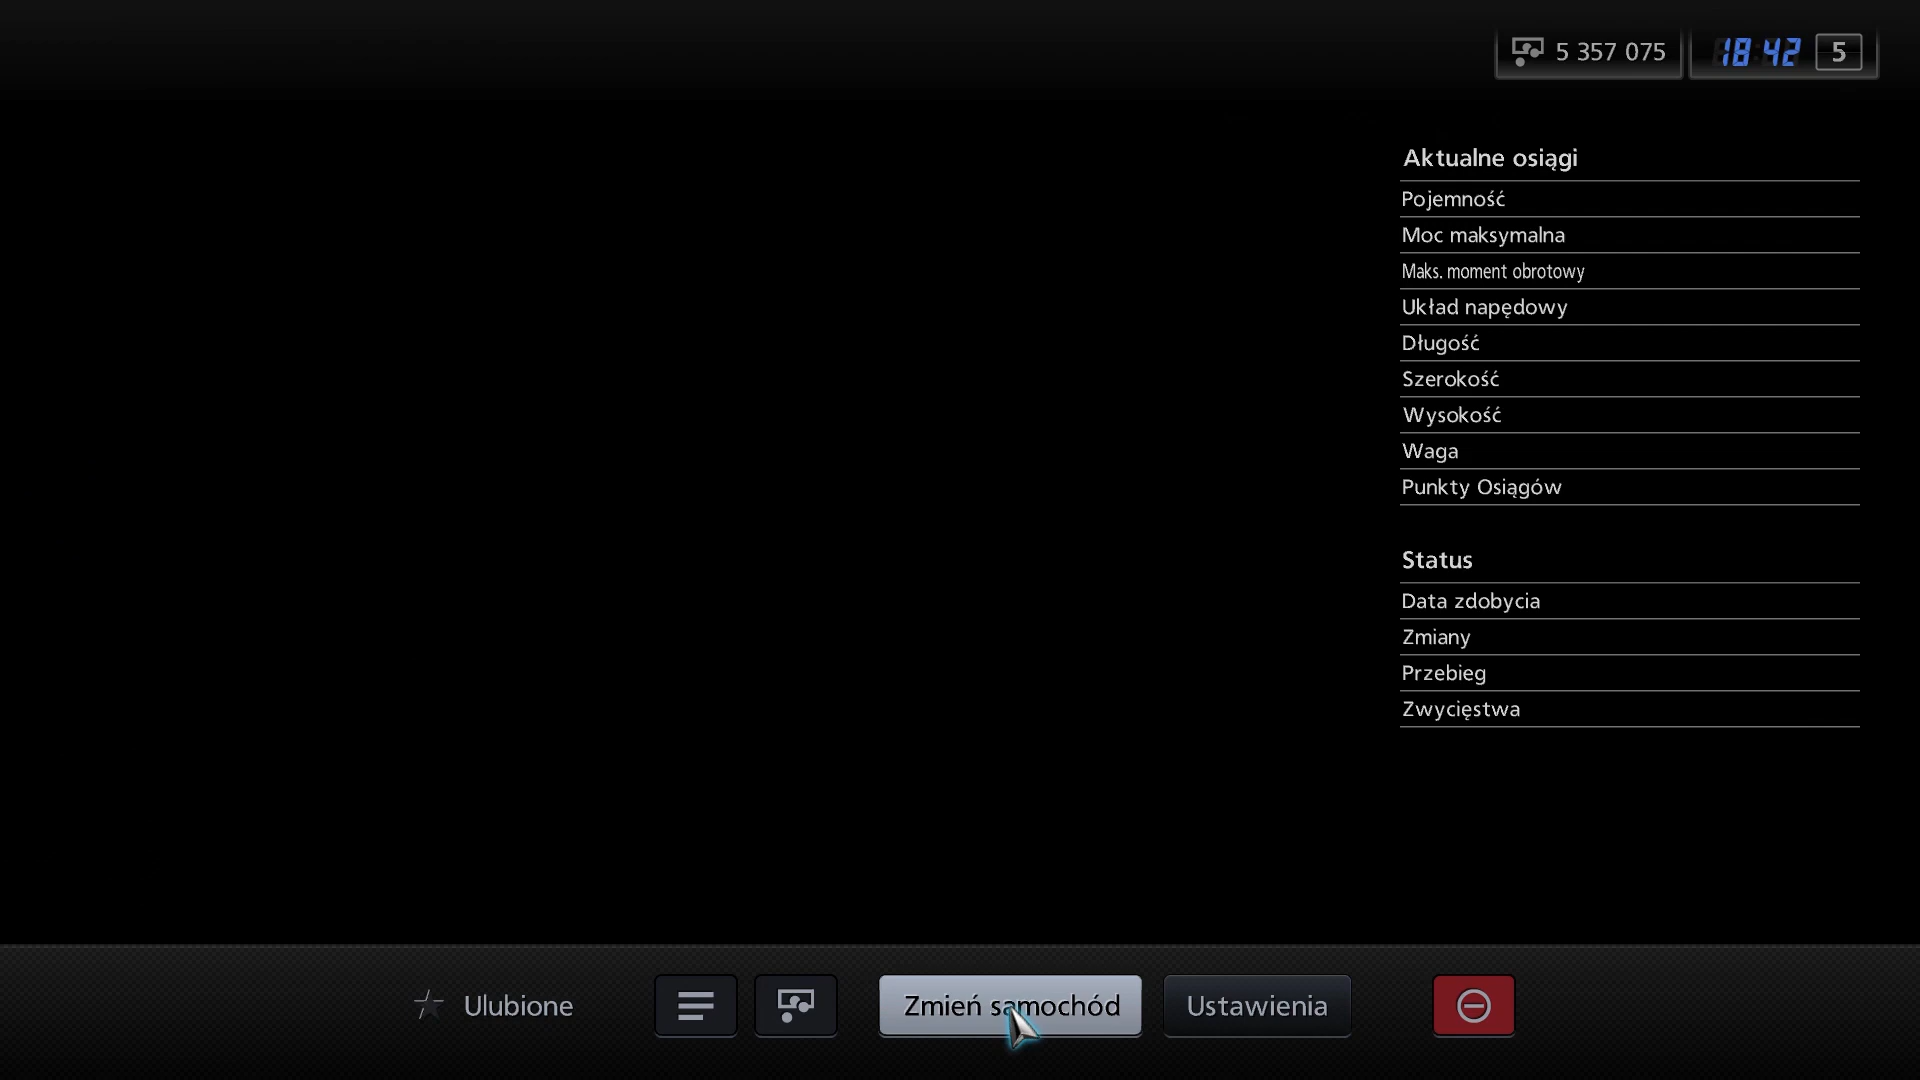 5 357 075
18:42 5
Aktualne osiągi
Pojemność
Moc maksymalna
Maks. moment obrotowy
Układ napędowy
Długość
Szerokość
Wysokość
Waga
Punkty Osiągów
Status
Data zdobycia
Zmiany
Przebieg
Zwycięstwa
Ulubione
Zmień samochód
Ustawienia